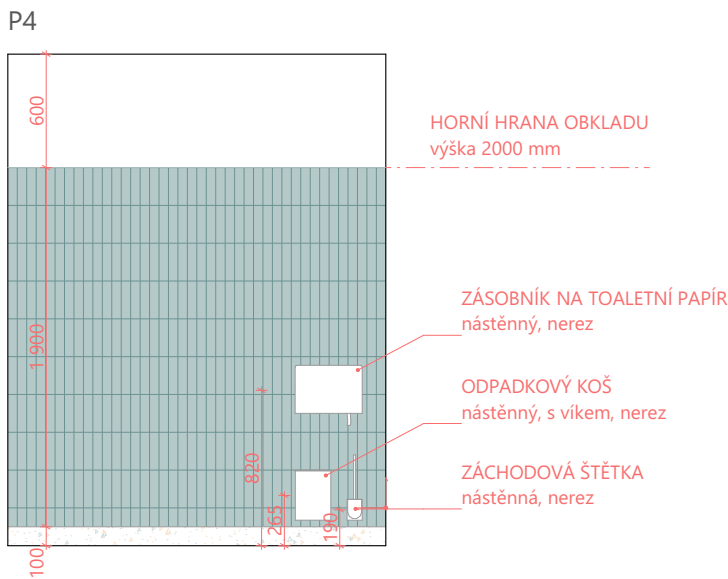 P4
600
HORNÍ HRANA OBKLADU
výška 2000 mm
ZÁSOBNÍK NA TOALETNÍ PAPÍR
nástěnný, nerez
1 900
ODPADKOVÝ KOŠ
nástěnný, s víkem, nerez
820
ZÁCHODOVÁ ŠTĚTKA
nástěnná, nerez
265
190
100